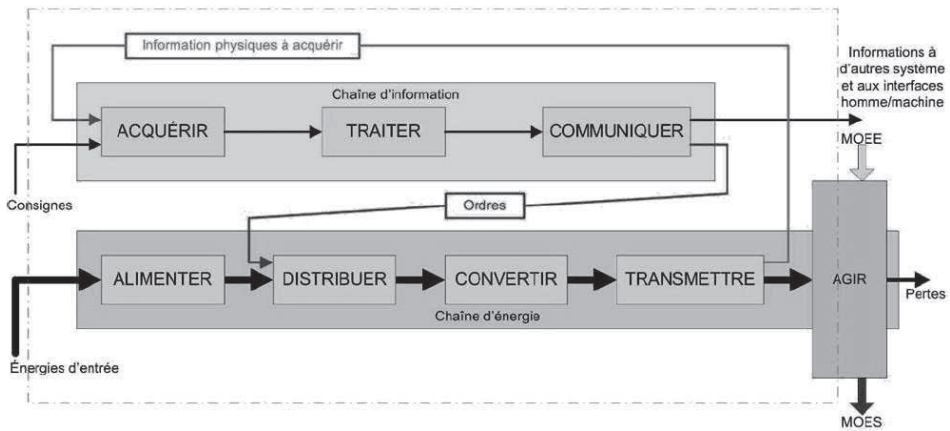 Information physiques à acquérir
Informations à
d'autres système
et aux interfaces
homme/machine
Chaîne d'information
ACQUÉRIR
TRAITER
COMMUNIQUER
MOEE
Consignes
Ordres
ALIMENTER
DISTRIBUER
CONVERTIR
TRANSMETTRE
AGIR
Pertes
Chaîne d'énergie
Énergies d'entrée
MOES